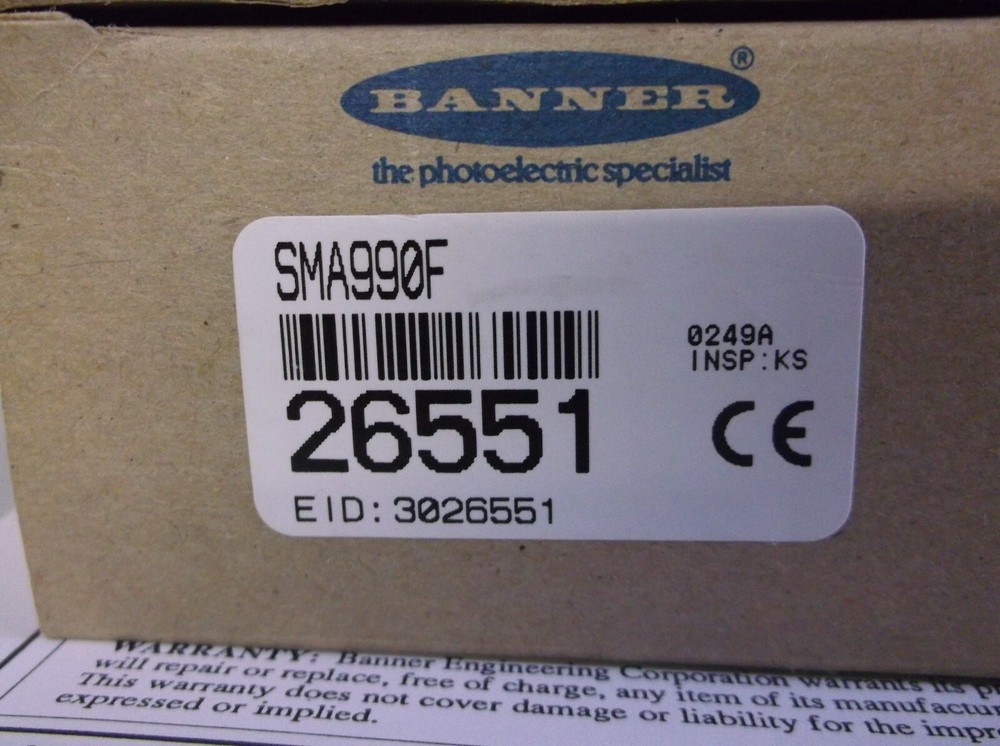 BANNER®
the photoelectric specialist
SMA990F
0249A
INSP:KS
26551
CE
EID: 3026551
WARRANTY: Banner Engineering Corporation warrants its
will repair or replace, free of charge, any item of its
This warranty does not cover damage or liability for the
expressed or implied.